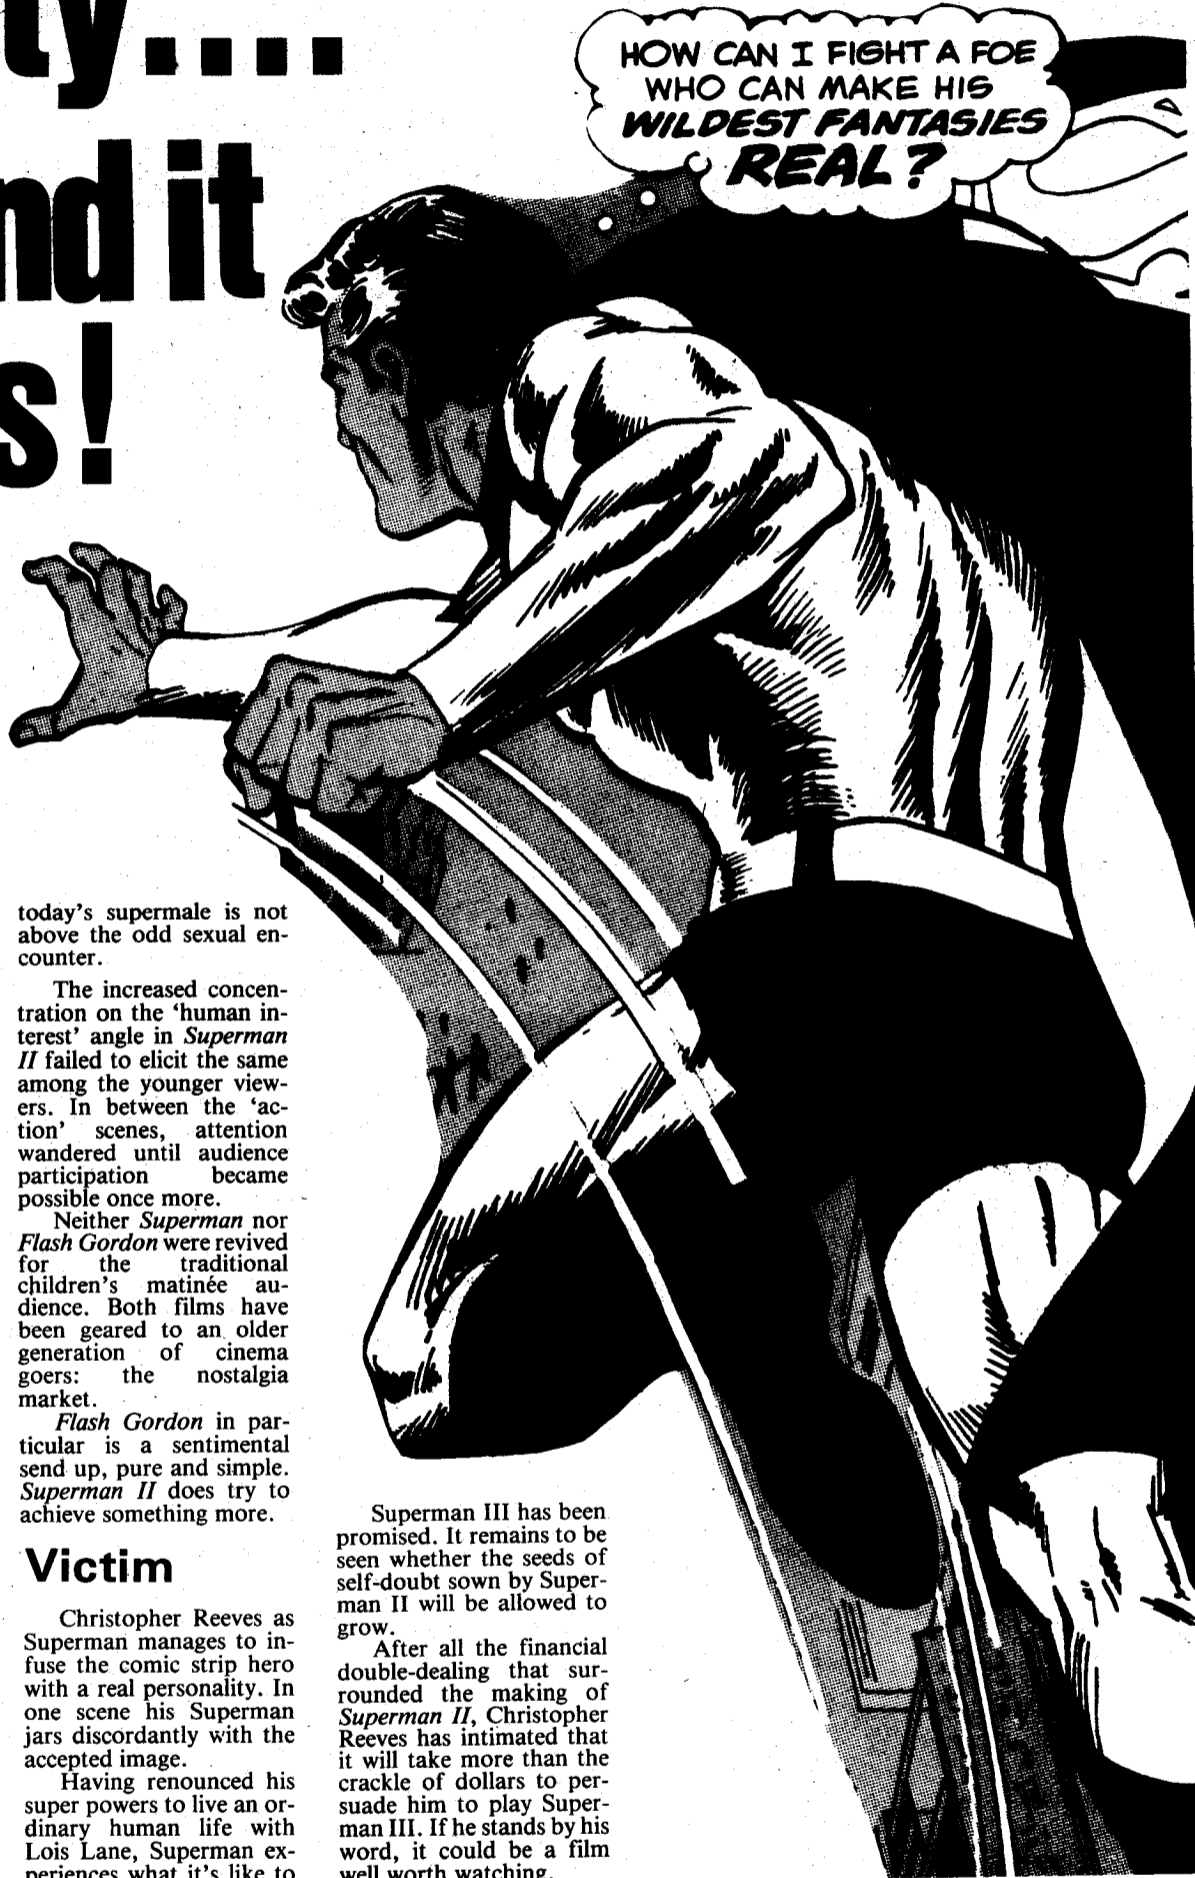 ty....
nd it
s!
HOW CAN I FIGHT A FOE
WHO CAN MAKE HIS
WILDEST FANTASIES
REAL?
today's supermale is not
above the odd sexual en-
counter.
The increased concen-
tration on the ‘human in-
terest’ angle in Superman
II failed to elicit the same
among the younger view-
ers. In between the ‘ac-
tion’ scenes, attention
wandered until audience
participation became
possible once more.
Neither Superman nor
Flash Gordon were revived
for the traditional
children's matinée au-
dience. Both films have
been geared to an older
generation of cinema
goers: the nostalgia
market.
Flash Gordon in par-
ticular is a sentimental
send up, pure and simple.
Superman II does try to
achieve something more.
Victim
Christopher Reeves as
Superman manages to in-
fuse the comic strip hero
with a real personality. In
one scene his Superman
jars discordantly with the
accepted image.
Having renounced his
super powers to live an or-
dinary human life with
Lois Lane, Superman ex-
periences what it's like to
Superman III has been
promised. It remains to be
seen whether the seeds of
self-doubt sown by Super-
man II will be allowed to
grow.
After all the financial
double-dealing that sur-
rounded the making of
Superman II, Christopher
Reeves has intimated that
it will take more than the
crackle of dollars to per-
suade him to play Super-
man III. If he stands by his
word, it could be a film
well worth watching.